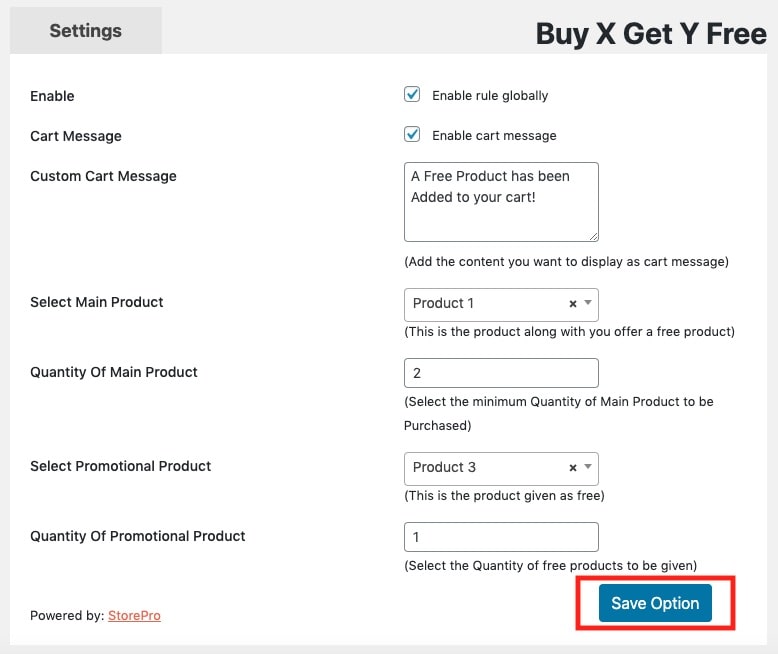 Settings
Buy X Get Y Free
Enable
Enable rule globally
Cart Message
Enable cart message
Custom Cart Message
A Free Product has been
Added to your cart!
(Add the content you want to display as cart message)
Select Main Product
Product 1
(This is the product along with you offer a free product)
Quantity Of Main Product
2
(Select the minimum Quantity of Main Product to be
Purchased)
Select Promotional Product
Product 3
(This is the product given as free)
Quantity Of Promotional Product
1
(Select the Quantity of free products to be given)
Powered by: StorePro
Save Option